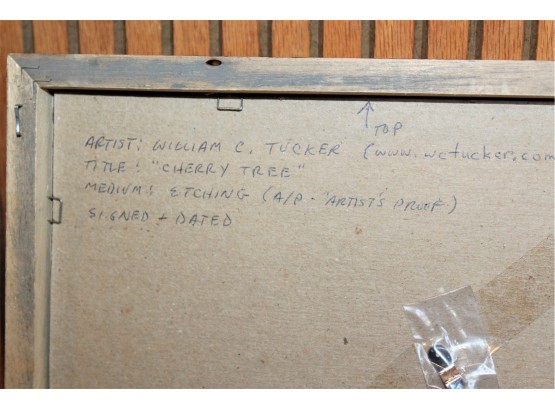 ↑ TOP
ARTIST: WILLIAM C. TUCKER (www.wctucker.com
TITLE: "CHERRY TREE"
MEDIUM: ETCHING (A/P - "ARTIST'S PROOF)
SIGNED + DATED